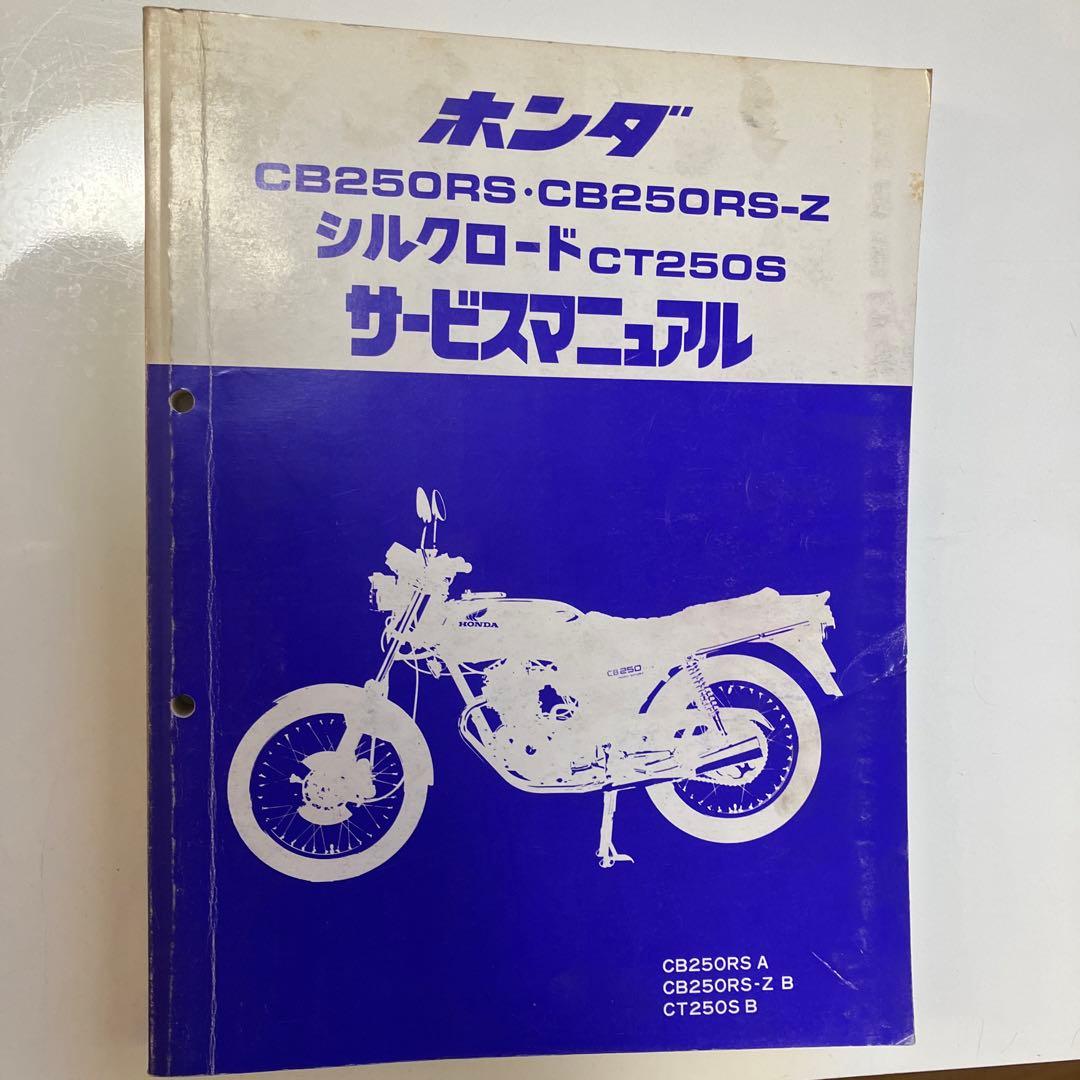 ホンダ
CB250RS・CB250RS-Z
シルクロードCT250S
サービスマニュアル
HONDA
CB250
CB250RS A
CB250RS-Z B
CT250S B